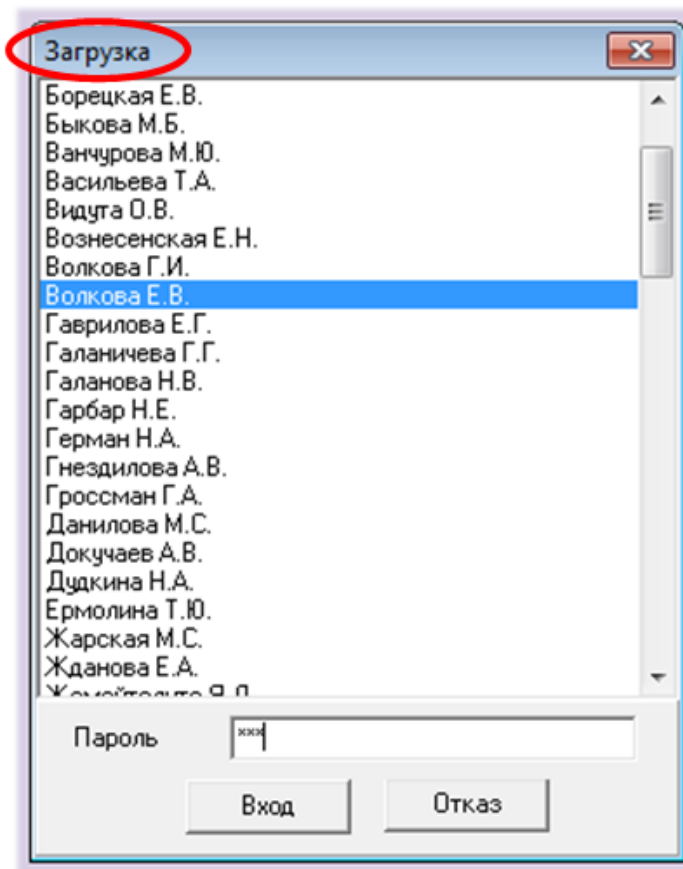 Загрузка
Борецкая Е.В.
Быкова М.Б.
Ванчурова М.Ю.
Васильева Т.А.
Видута О.В.
Вознесенская Е.Н.
Волкова Г.И.
Волкова Е.В.
Гаврилова Е.Г.
Галаничева Г.Г.
Галанова Н.В.
Гарбар Н.Е.
Герман Н.А.
Гнездилова А.В.
Гроссман Г.А.
Данилова М.С.
Докучаев А.В.
Дудкина Н.А.
Ермолина Т.Ю.
Жарская М.С.
Жданова Е.А.
Пароль ***
Вход Отказ